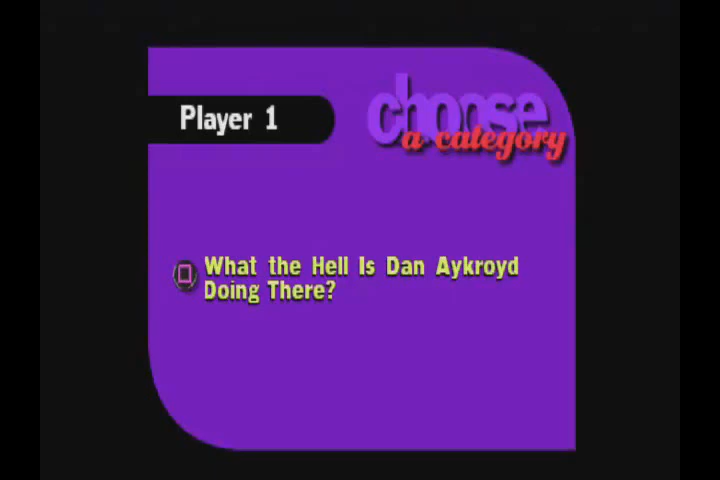 Player 1
choose
a category
What the Hell Is Dan Aykroyd
Doing There?